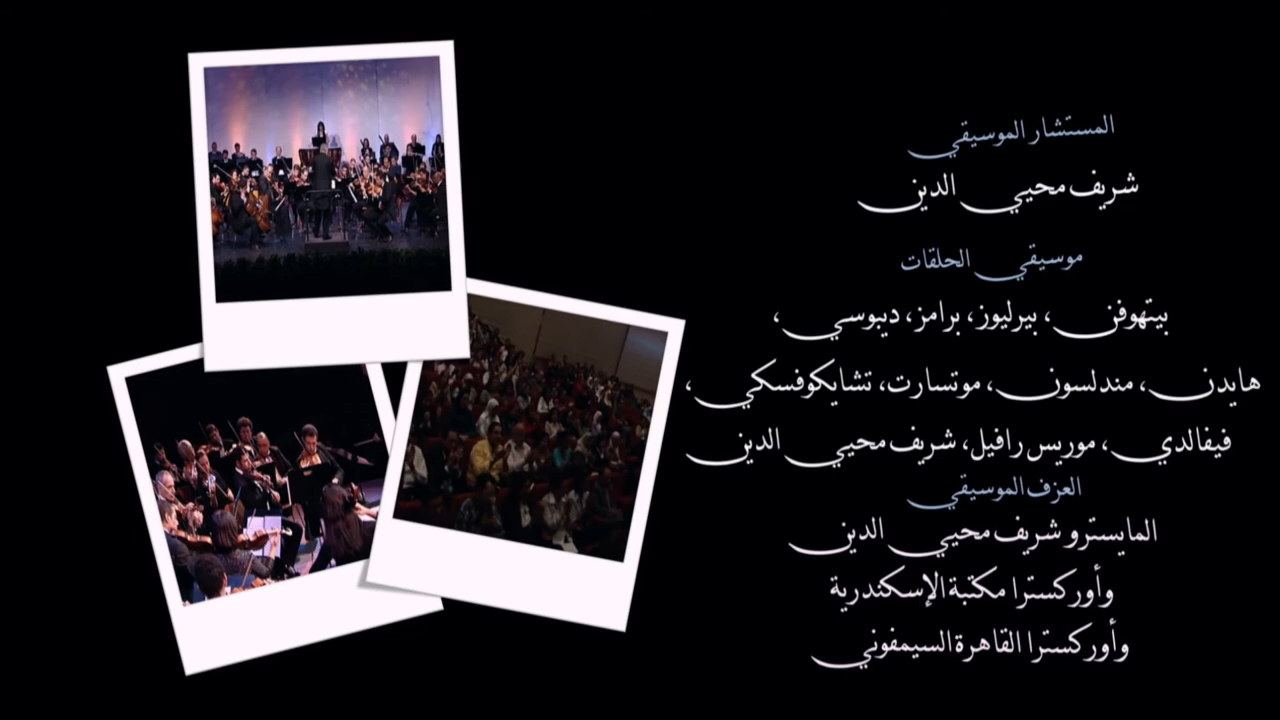 المستشار الموسيقي
شريف محيي الدين
موسيقي الحلقات
بيتهوفن، بيرليوز، برامز، ديبوسي،
هايدن، مندلسون، موتسارت، تشايكوفسكي،
فيفالدي، موريس رافيل، شريف محيي الدين
العزف الموسيقي
المايسترو شريف محيي الدين
وأوركسترا مكتبة الإسكندرية
وأوركسترا القاهرة السيمفوني